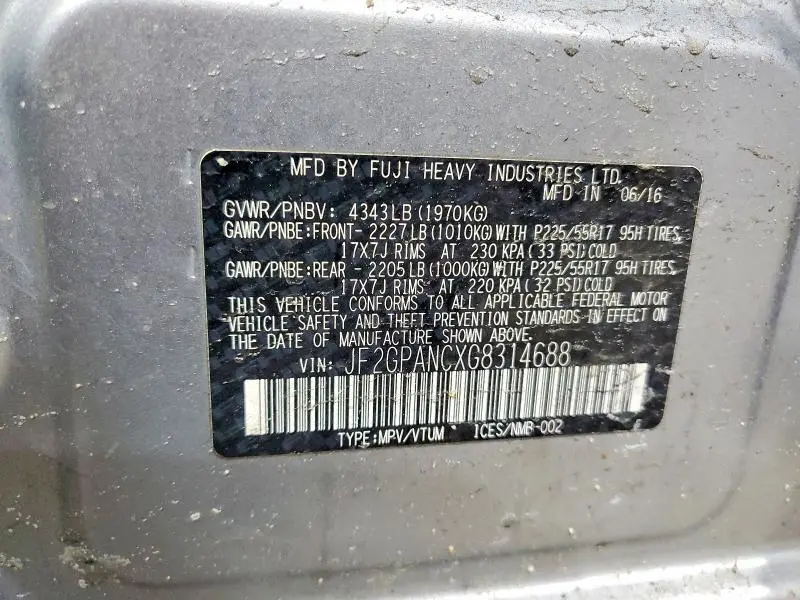 MFD BY FUJI HEAVY INDUSTRIES LTD.
MFD IN 06/16
GVWR/PNBV: 4343LB(1970KG)
GAWR/PNBE:FRONT- 2227LB(1010KG)WITH P225/55R17 95H TIRES,
17X7J RIMS AT 230 KPA(33 PSI)COLD
GAWR/PNBE:REAR - 2205LB(1000KG)WITH P225/55R17 95H TIRES,
17X7J RIMS AT 220 KPA(32 PSI)COLD
THIS VEHICLE CONFORMS TO ALL APPLICABLE FEDERAL MOTOR
VEHICLE SAFETY AND THEFT PREVENTION STANDARDS IN EFFECT ON
THE DATE OF MANUFACTURE SHOWN ABOVE.
VIN: JF2GPANCXG8314688
TYPE:MPV/VTUM ICES/NMB-002